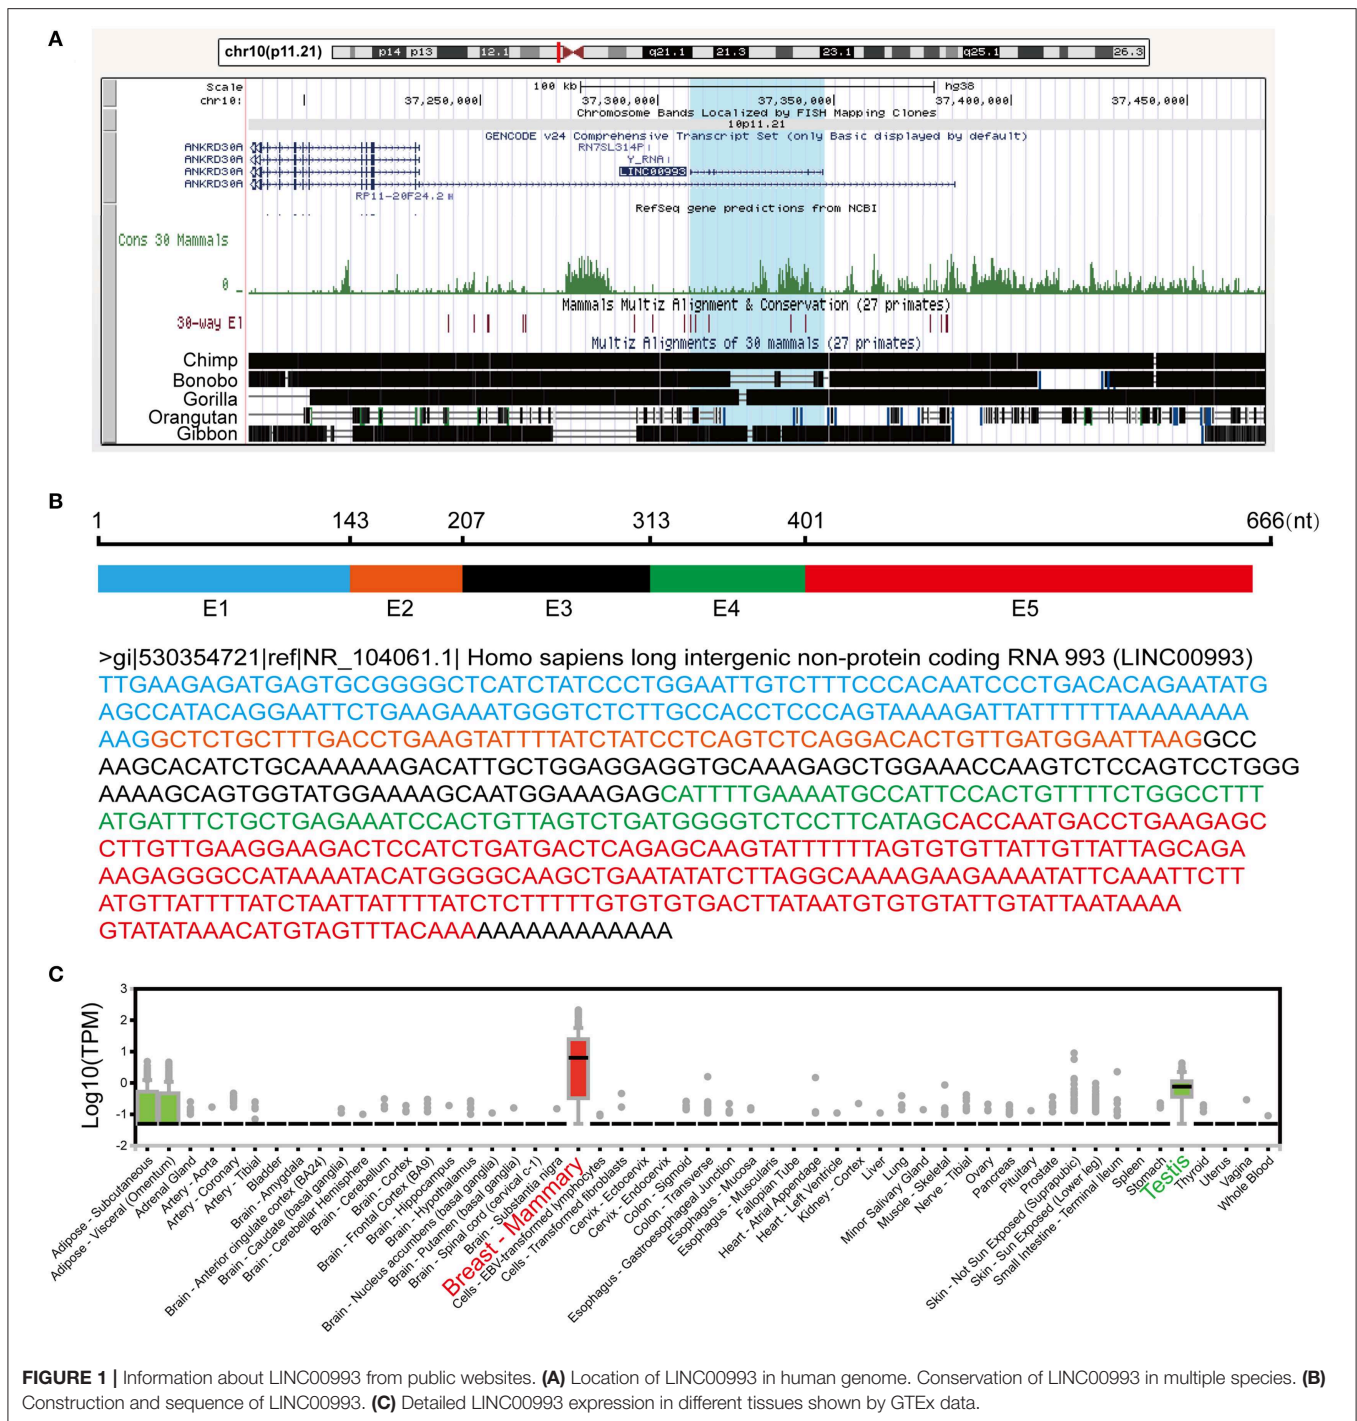 A
chr10(p11.21) p14 p13 12.1 q21.1 21.3 23.1 q25.1 26.3
Scale 100 kb hg38
chr10: 37,250,000 37,300,000 37,350,000 37,400,000 37,450,000
Chromosome Bands Localized by FISH Mapping Clones
10p11.21
GENCODE v24 Comprehensive Transcript Set (only Basic displayed by default)
ANKRD30A RN7SL314P
ANKRD30A Y_RNA
ANKRD30A LINC00993
ANKRD30A
RP11-20F24.2
RefSeq gene predictions from NCBI
Cons 30 Mammals
0
Mammals Multiz Alignment & Conservation (27 primates)
30-way El
Multiz Alignments of 30 mammals (27 primates)
Chimp
Bonobo
Gorilla
Orangutan
Gibbon
B
1 143 207 313 401 666(nt)
E1 E2 E3 E4 E5
>gi|530354721|ref|NR_104061.1| Homo sapiens long intergenic non-protein coding RNA 993 (LINC00993)
TTGAAGAGATGAGTGCGGGGCTCATCTATCCCTGGAATTGTCTTTCCCACAATCCCTGACACAGAATATG
AGCCATACAGGAATTCTGAAGAAATGGGTCTCTTGCCACCTCCCAGTAAAAGATTATTTTTTAAAAAAAA
AAGGCTCTGCTTTGACCTGAAGTATTTTATCTATCCTCAGTCTCAGGACACTGTTGATGGAATTAAGGCC
AAGCACATCTGCAAAAAAGACATTGCTGGAGGAGGTGCAAAGAGCTGGAAACCAAGTCTCCAGTCCTGGG
AAAAGCAGTGGTATGGAAAAGCAATGGAAAGAGCATTTTGAAAATGCCATTCCACTGTTTTCTGGCCTTT
ATGATTTCTGCTGAGAAATCCACTGTTAGTCTGATGGGGTCTCCTTCATAGCACCAATGACCTGAAGAGC
CTTGTTGAAGGAAGACTCCATCTGATGACTCAGAGCAAGTATTTTTTAGTGTGTTATTGTTATTAGCAGA
AAGAGGGCCATAAAATACATGGGGCAAGCTGAATATATCTTAGGCAAAAGAAGAAAATATTCAAATTCTT
ATGTTATTTTATCTAATTATTTTATCTCTTTTTGTGTGTGACTTATAATGTGTGTATTGTATTAATAAAA
GTATATAAACATGTAGTTTACAAAAAAAAAAAAAAA
C
Log10(TPM)
3
2
1
0
-1
-2
Adipose - Subcutaneous
Adipose - Visceral (Omentum)
Adrenal Gland
Artery - Aorta
Artery - Coronary
Artery - Tibial
Bladder
Brain - Amygdala
Brain - Anterior cingulate cortex (BA24)
Brain - Caudate (basal ganglia)
Brain - Cerebellar Hemisphere
Brain - Cerebellum
Brain - Cortex
Brain - Frontal Cortex (BA9)
Brain - Hippocampus
Brain - Hypothalamus
Brain - Nucleus accumbens (basal ganglia)
Brain - Putamen (basal ganglia)
Brain - Spinal cord (cervical c-1)
Brain - Substantia nigra
Breast - Mammary
Cells - EBV-transformed lymphocytes
Cells - Transformed fibroblasts
Cervix - Ectocervix
Cervix - Endocervix
Colon - Sigmoid
Colon - Transverse
Esophagus - Gastroesophageal Junction
Esophagus - Mucosa
Esophagus - Muscularis
Fallopian Tube
Heart - Atrial Appendage
Heart - Left Ventricle
Kidney - Cortex
Liver
Lung
Minor Salivary Gland
Muscle - Skeletal
Nerve - Tibial
Ovary
Pancreas
Pituitary
Prostate
Skin - Not Sun Exposed (Suprapubic)
Skin - Sun Exposed (Lower leg)
Small Intestine - Terminal Ileum
Spleen
Stomach
Testis
Thyroid
Uterus
Vagina
Whole Blood
FIGURE 1 | Information about LINC00993 from public websites. (A) Location of LINC00993 in human genome. Conservation of LINC00993 in multiple species. (B)
Construction and sequence of LINC00993. (C) Detailed LINC00993 expression in different tissues shown by GTEx data.